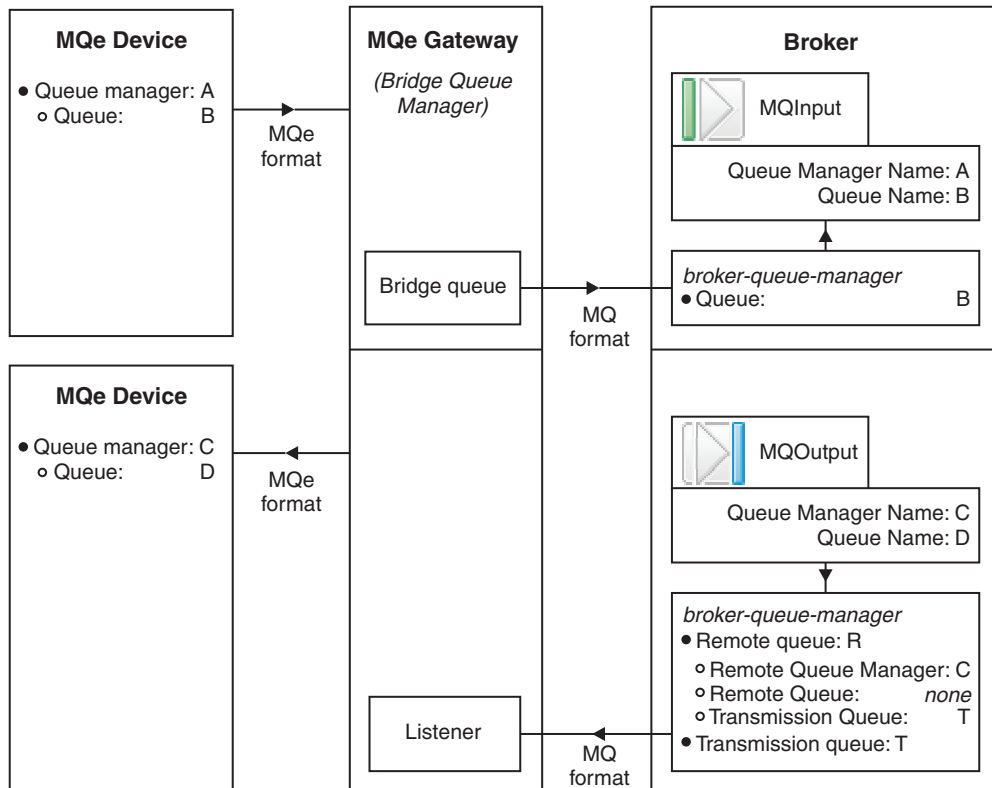 MQe Device
● Queue manager: A
○ Queue: B
MQe
format
MQe Gateway
(Bridge Queue
Manager)
Bridge queue
MQ
format
Broker
MQInput
Queue Manager Name: A
Queue Name: B
broker-queue-manager
● Queue: B
MQe Device
● Queue manager: C
○ Queue: D
MQe
format
Listener
MQ
format
MQOutput
Queue Manager Name: C
Queue Name: D
broker-queue-manager
● Remote queue: R
○ Remote Queue Manager: C
○ Remote Queue: none
○ Transmission Queue: T
● Transmission queue: T